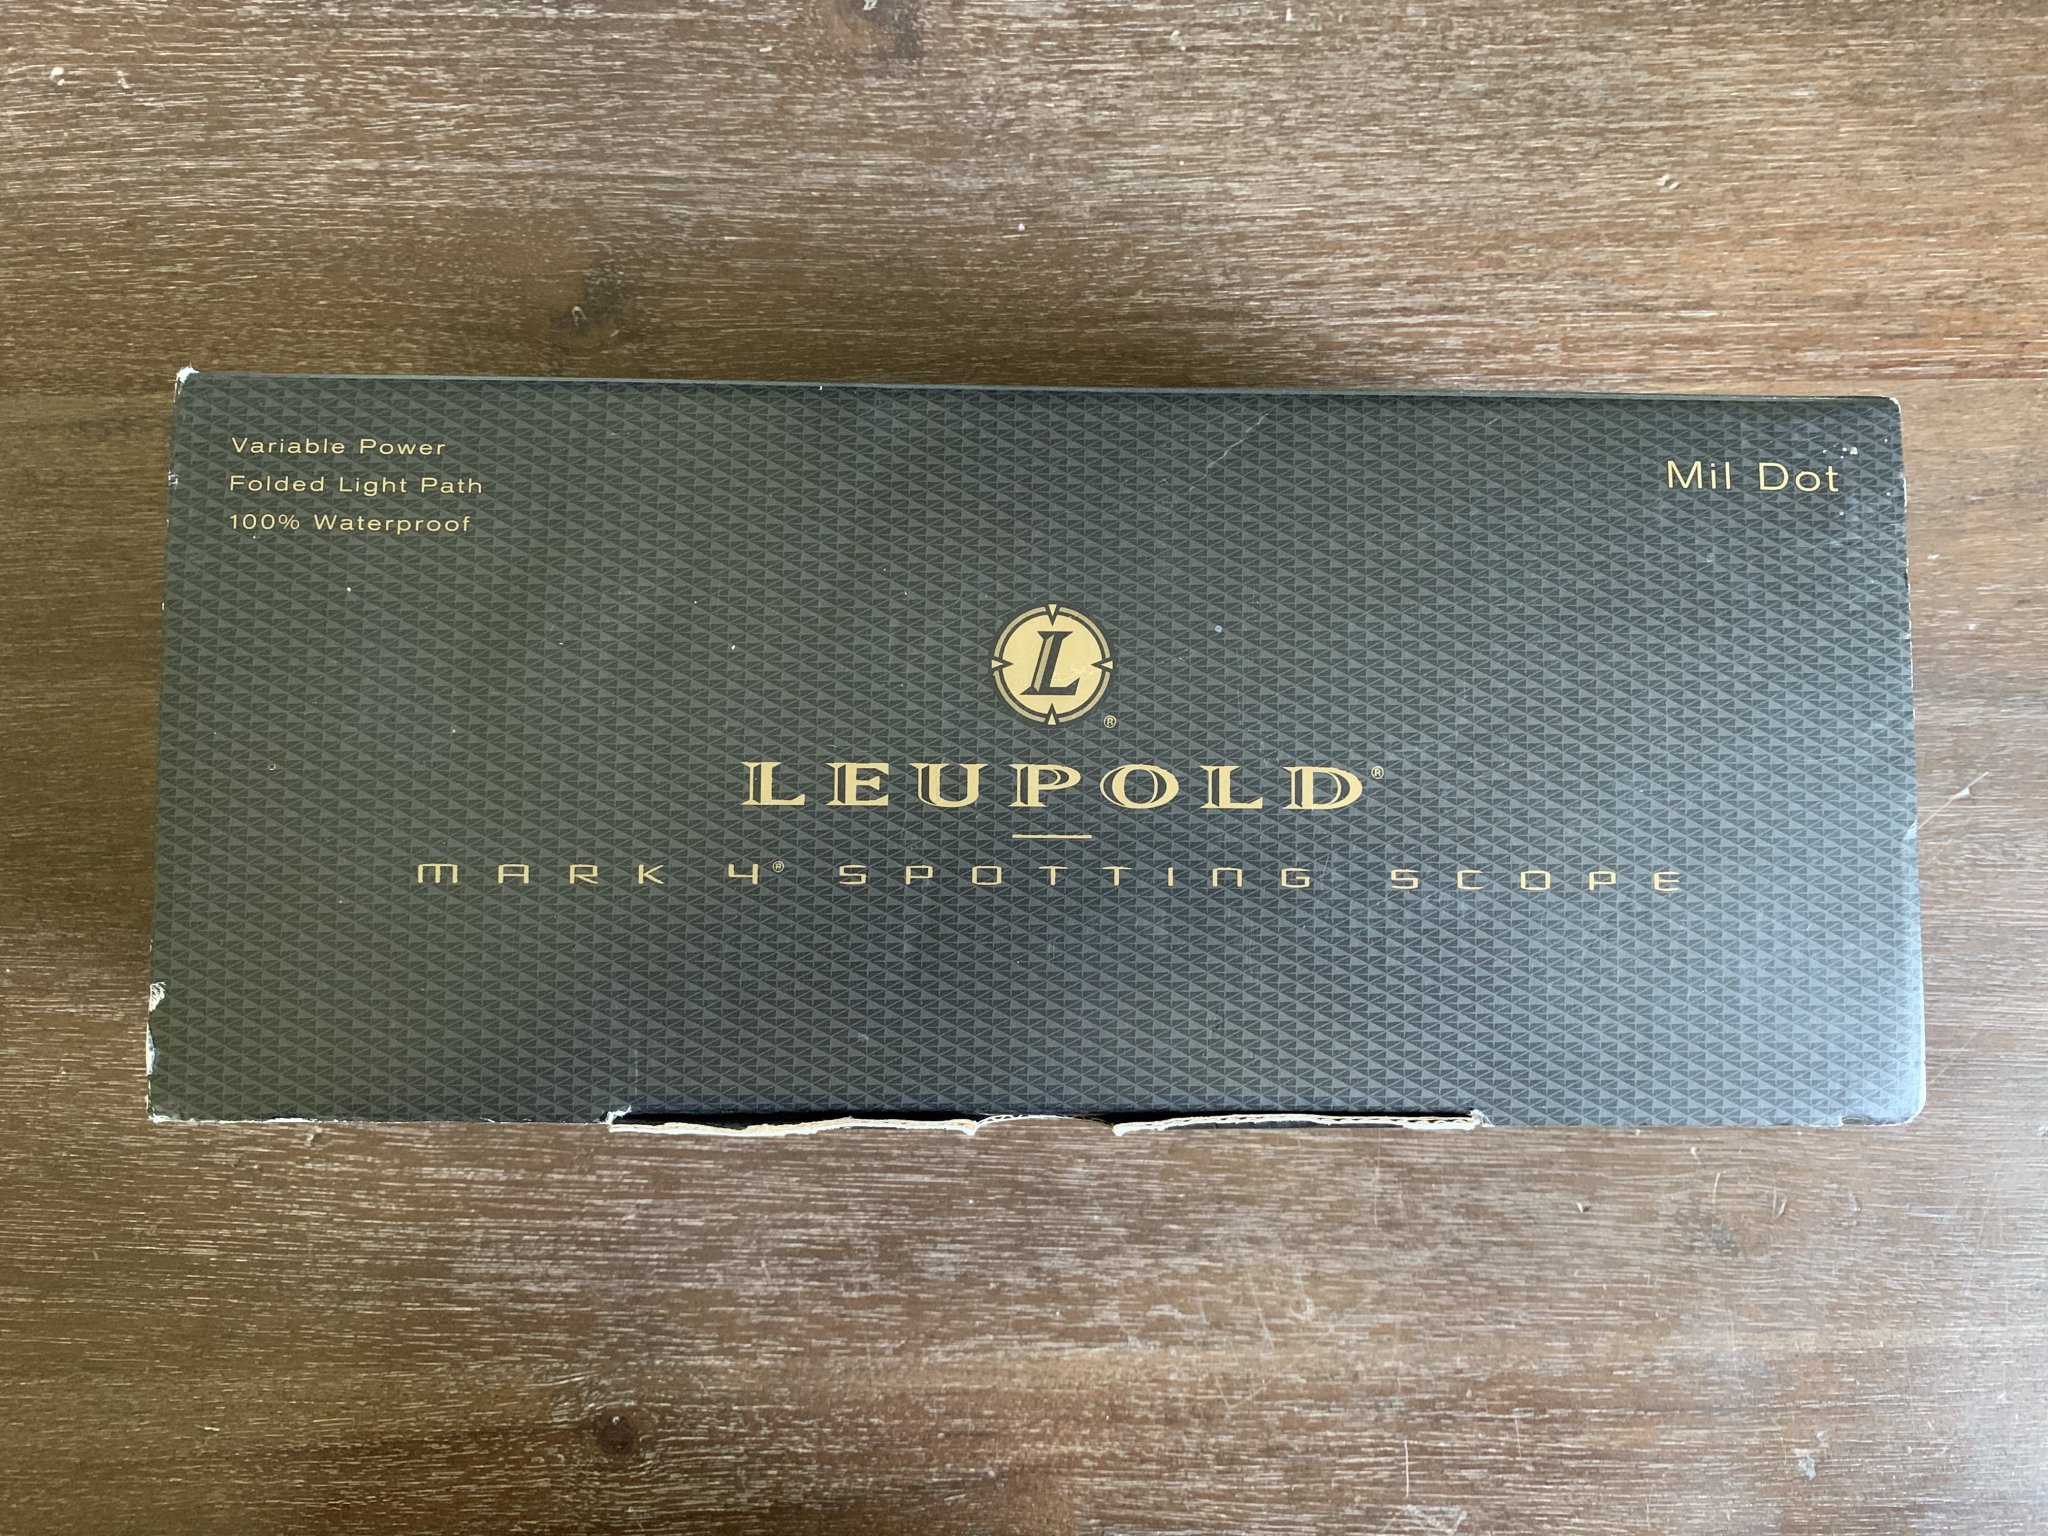 Variable Power
Folded Light Path
100% Waterproof
Mil Dot
L®
LEUPOLD®
MARK 4® SPOTTING SCOPE